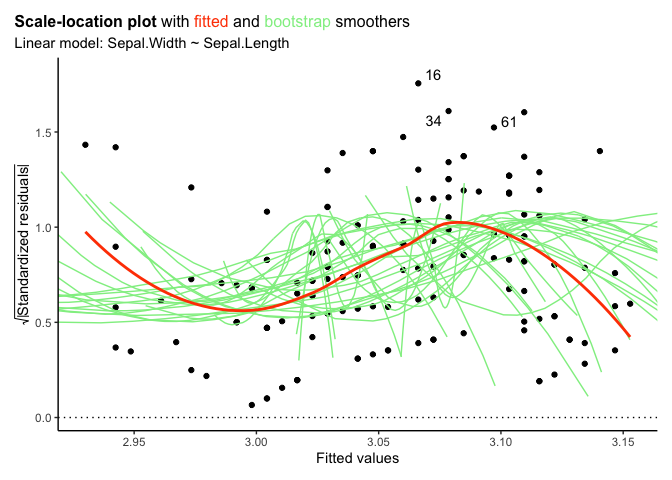 Scale-location plot with fitted and bootstrap smoothers
Linear model: Sepal.Width ~ Sepal.Length
16
34
61
1.5
1.0
0.5
0.0
√|Standardized residuals|
2.95 3.00 3.05 3.10 3.15
Fitted values